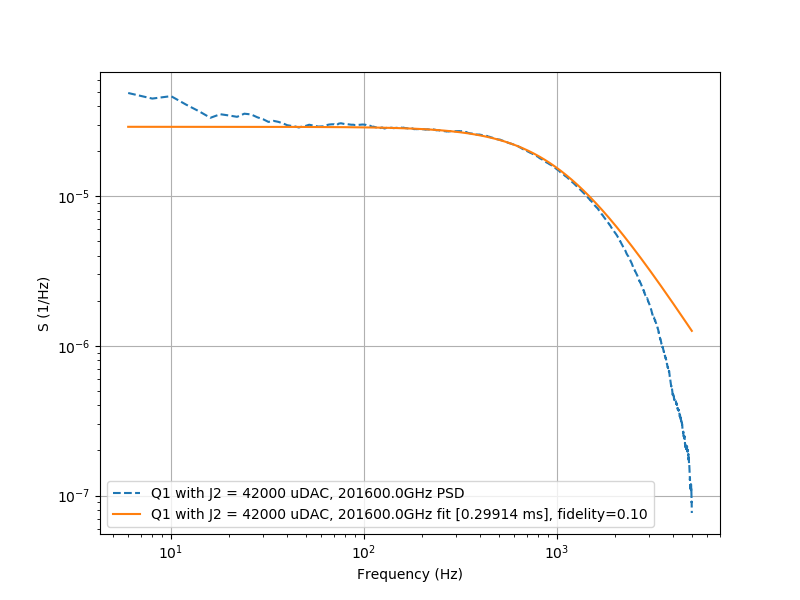 S (1/Hz)
10⁻⁵
10⁻⁶
10⁻⁷
Q1 with J2 = 42000 uDAC, 201600.0GHz PSD
Q1 with J2 = 42000 uDAC, 201600.0GHz fit [0.29914 ms], fidelity=0.10
10¹
10²
10³
Frequency (Hz)